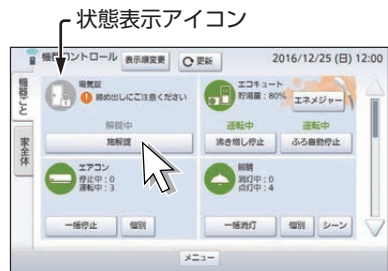 状態表示アイコン
機器コントロール 表示順変更 更新 2016/12/25 (日) 12:00
機器ごと
家全体
電気錠
締め出しにご注意ください
解錠中
施解錠
エコキュート
貯湯量：80%
エネメジャー
運転中 運転中
沸き増し停止 ふろ自動停止
エアコン
停止中：0
運転中：3
一括停止 個別
照明
消灯中：0
点灯中：4
一括消灯 個別 シーン
メニュー